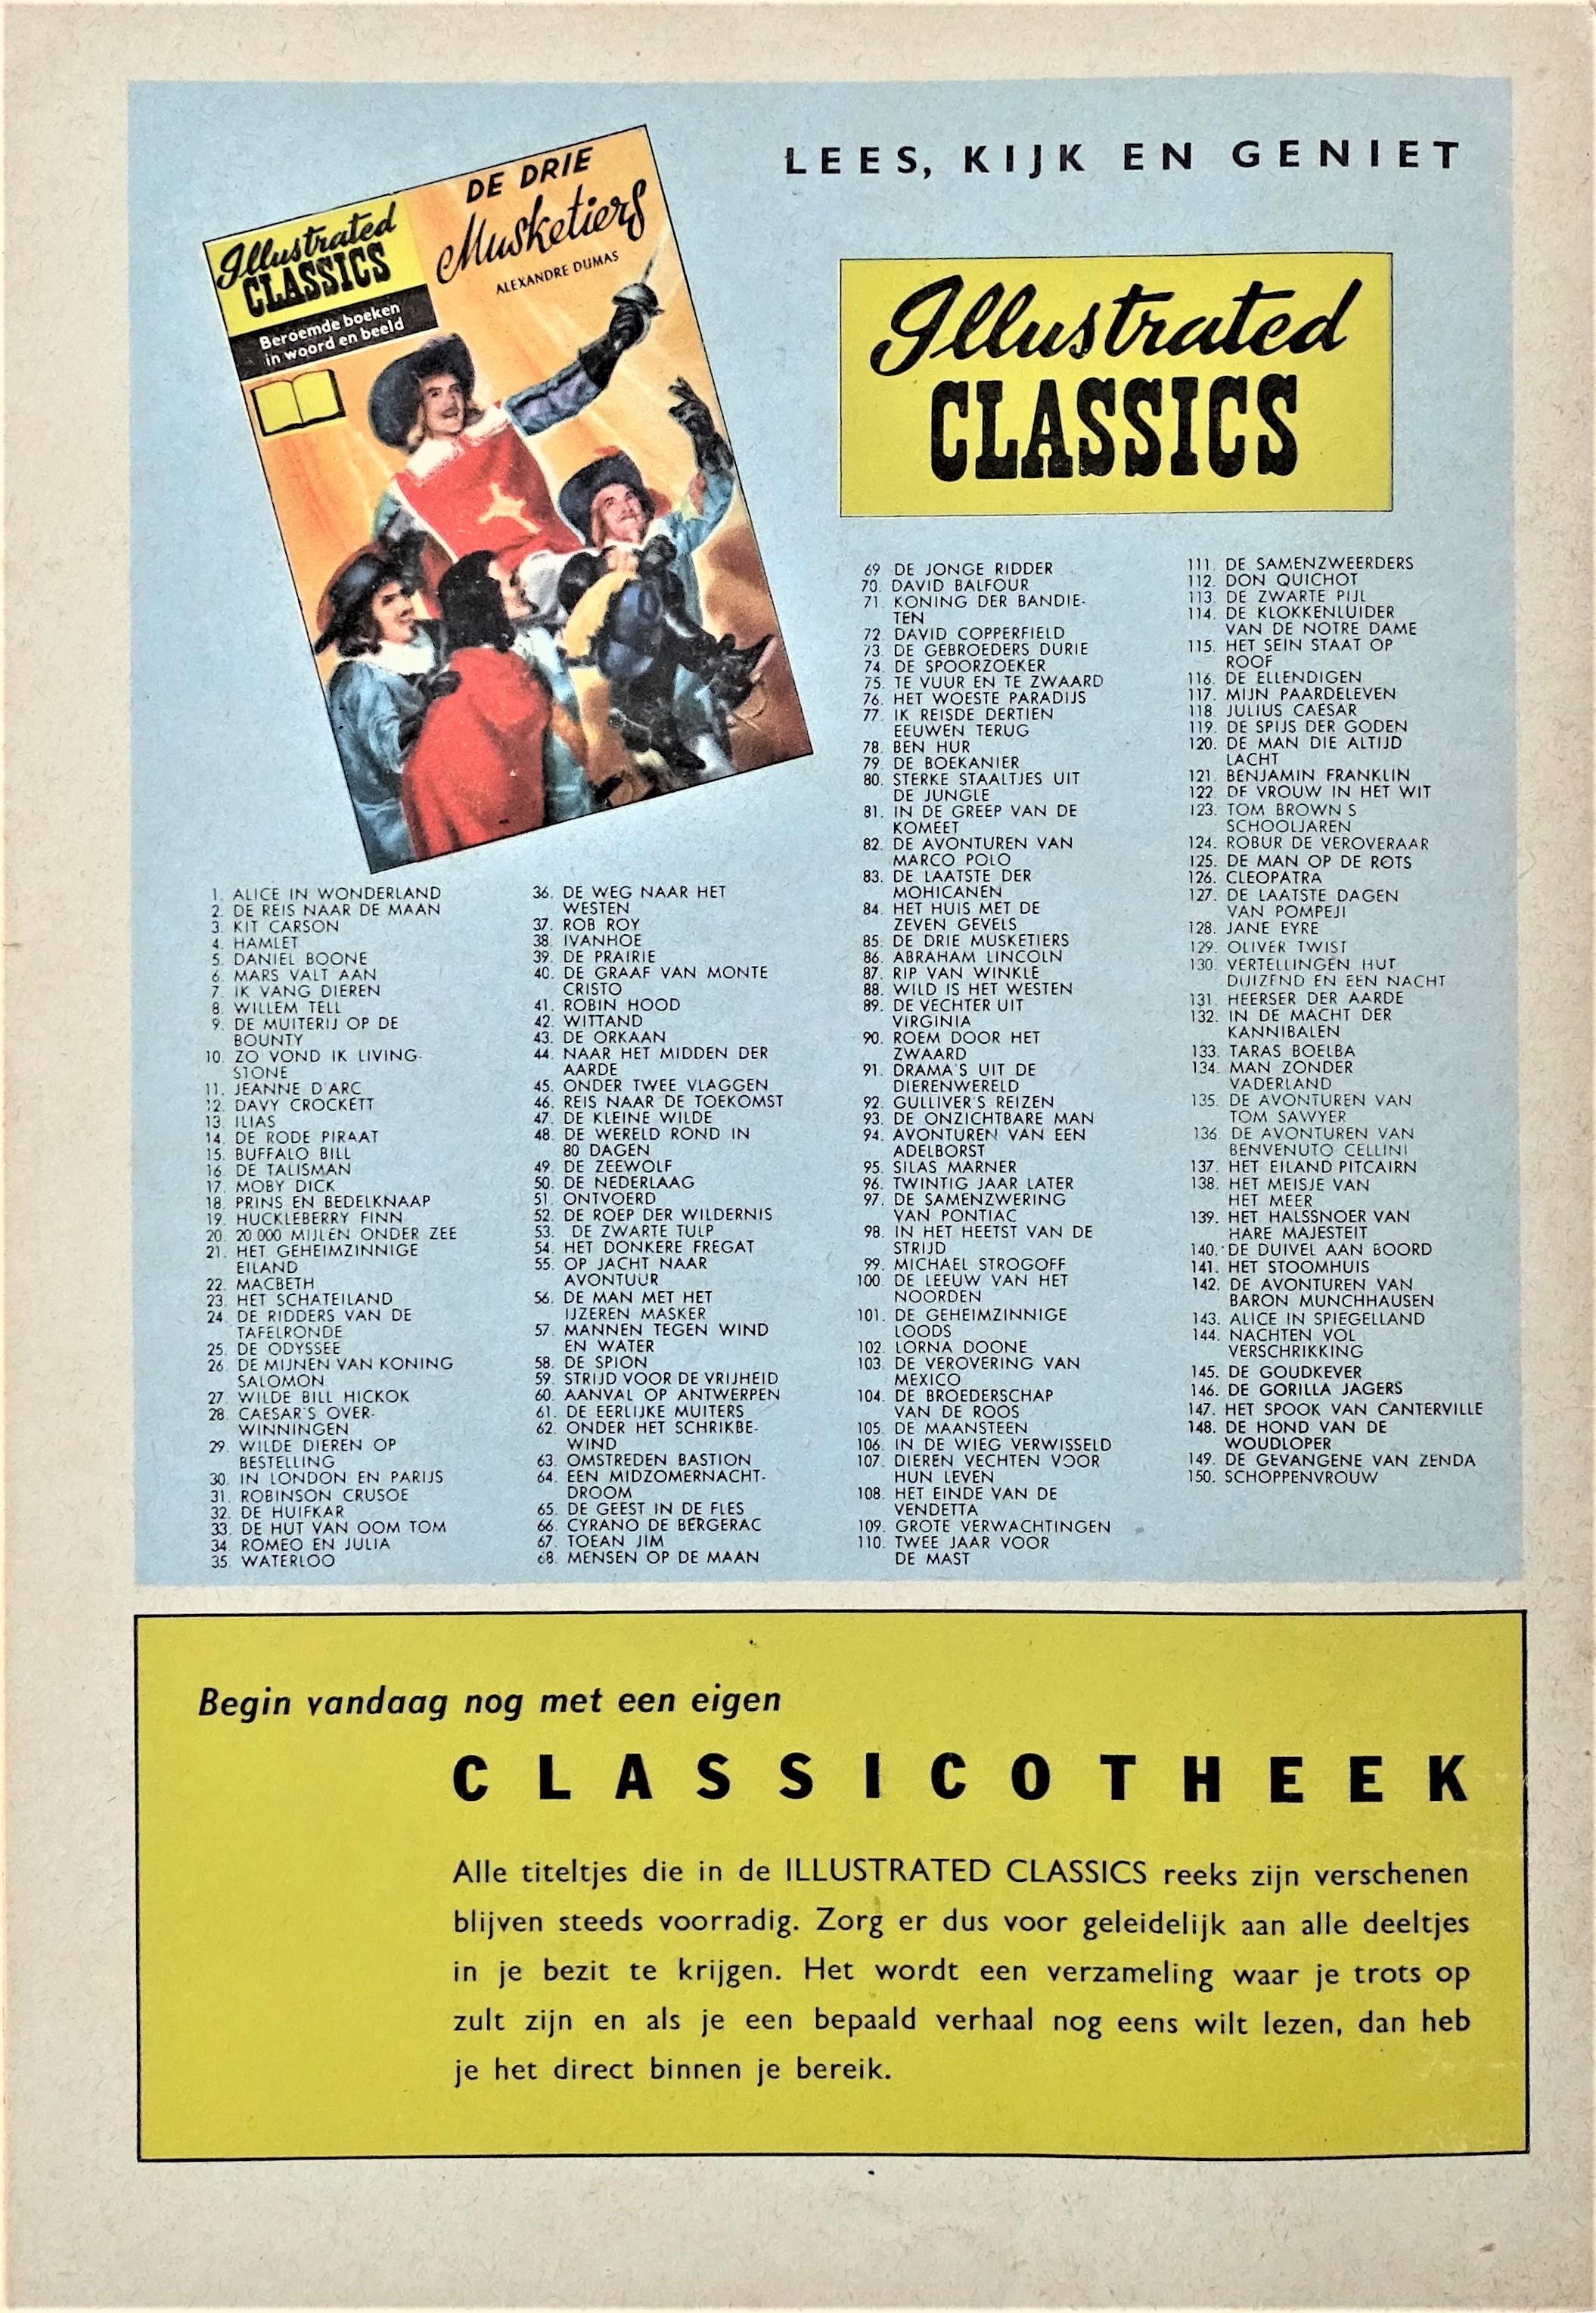 LEES, KIJK EN GENIET
DE DRIE
Musketiers
ALEXANDRE DUMAS
Illustrated
CLASSICS
Beroemde boeken
in woord en beeld
Illustrated
CLASSICS
1. ALICE IN WONDERLAND
2. DE REIS NAAR DE MAAN
3. KIT CARSON
4. HAMLET
5. DANIEL BOONE
6. MARS VALT AAN
7. IK VANG DIEREN
8. WILLEM TELL
9. DE MUITERIJ OP DE
BOUNTY
10. ZO VOND IK LIVING-
STONE
11. JEANNE D'ARC
12. DAVY CROCKETT
13. ILIAS
14. DE RODE PIRAAT
15. BUFFALO BILL
16. DE TALISMAN
17. MOBY DICK
18. PRINS EN BEDELKNAAP
19. HUCKLEBERRY FINN
20. 20 000 MIJLEN ONDER ZEE
21. HET GEHEIMZINNIGE
EILAND
22. MACBETH
23. HET SCHATEILAND
24. DE RIDDERS VAN DE
TAFELRONDE
25. DE ODYSSEE
26. DE MIJNEN VAN KONING
SALOMON
27. WILDE BILL HICKOK
28. CAESAR'S OVER-
WINNINGEN
29. WILDE DIEREN OP
BESTELLING
30. IN LONDON EN PARIJS
31. ROBINSON CRUSOE
32. DE HUIFKAR
33. DE HUT VAN OOM TOM
34. ROMEO EN JULIA
35. WATERLOO
36. DE WEG NAAR HET
WESTEN
37. ROB ROY
38. IVANHOE
39. DE PRAIRIE
40. DE GRAAF VAN MONTE
CRISTO
41. ROBIN HOOD
42. WITTAND
43. DE ORKAAN
44. NAAR HET MIDDEN DER
AARDE
45. ONDER TWEE VLAGGEN
46. REIS NAAR DE TOEKOMST
47. DE KLEINE WILDE
48. DE WERELD ROND IN
80 DAGEN
49. DE ZEEWOLF
50. DE NEDERLAAG
51. ONTVOERD
52. DE ROEP DER WILDERNIS
53. DE ZWARTE TULP
54. HET DONKERE FREGAT
55. OP JACHT NAAR
AVONTUUR
56. DE MAN MET HET
IJZEREN MASKER
57. MANNEN TEGEN WIND
EN WATER
58. DE SPION
59. STRIJD VOOR DE VRIJHEID
60. AANVAL OP ANTWERPEN
61. DE EERLIJKE MUITERS
62. ONDER HET SCHRIKBE-
WIND
63. OMSTREDEN BASTION
64. EEN MIDZOMERNACHT-
DROOM
65. DE GEEST IN DE FLES
66. CYRANO DE BERGERAC
67. TOEAN JIM
68. MENSEN OP DE MAAN
69 DE JONGE RIDDER
70. DAVID BALFOUR
71. KONING DER BANDIE-
TEN
72. DAVID COPPERFIELD
73. DE GEBROEDERS DURIE
74. DE SPOORZOEKER
75. TE VUUR EN TE ZWAARD
76. HET WOESTE PARADIJS
77. IK REISDE DERTIEN
EEUWEN TERUG
78. BEN HUR
79. DE BOEKANIER
80. STERKE STAALTJES UIT
DE JUNGLE
81. IN DE GREEP VAN DE
KOMEET
82. DE AVONTUREN VAN
MARCO POLO
83. DE LAATSTE DER
MOHICANEN
84. HET HUIS MET DE
ZEVEN GEVELS
85. DE DRIE MUSKETIERS
86. ABRAHAM LINCOLN
87. RIP VAN WINKLE
88. WILD IS HET WESTEN
89. DE VECHTER UIT
VIRGINIA
90. ROEM DOOR HET
ZWAARD
91. DRAMA'S UIT DE
DIERENWERELD
92. GULLIVER'S REIZEN
93. DE ONZICHTBARE MAN
94. AVONTUREN VAN EEN
ADELBORST
95. SILAS MARNER
96. TWINTIG JAAR LATER
97. DE SAMENZWERING
VAN PONTIAC
98. IN HET HEETST VAN DE
STRIJD
99. MICHAEL STROGOFF
100. DE LEEUW VAN HET
NOORDEN
101. DE GEHEIMZINNIGE
LOODS
102. LORNA DOONE
103. DE VEROVERING VAN
MEXICO
104. DE BROEDERSCHAP
VAN DE ROOS
105. DE MAANSTEEN
106. IN DE WIEG VERWISSELD
107. DIEREN VECHTEN VOOR
HUN LEVEN
108. HET EINDE VAN DE
VENDETTA
109. GROTE VERWACHTINGEN
110. TWEE JAAR VOOR
DE MAST
111. DE SAMENZWEERDERS
112. DON QUICHOT
113. DE ZWARTE PIJL
114. DE KLOKKENLUIDER
VAN DE NOTRE DAME
115. HET SEIN STAAT OP
ROOF
116. DE ELLENDIGEN
117. MIJN PAARDELEVEN
118. JULIUS CAESAR
119. DE SPIJS DER GODEN
120. DE MAN DIE ALTIJD
LACHT
121. BENJAMIN FRANKLIN
122 DE VROUW IN HET WIT
123. TOM BROWN S
SCHOOLJAREN
124. ROBUR DE VEROVERAAR
125. DE MAN OP DE ROTS
126. CLEOPATRA
127. DE LAATSTE DAGEN
VAN POMPEJI
128. JANE EYRE
129. OLIVER TWIST
130. VERTELLINGEN HUT
DUIZEND EN EEN NACHT
131. HEERSER DER AARDE
132. IN DE MACHT DER
KANNIBALEN
133. TARAS BOELBA
134. MAN ZONDER
VADERLAND
135. DE AVONTUREN VAN
TOM SAWYER
136. DE AVONTUREN VAN
BENVENUTO CELLINI
137. HET EILAND PITCAIRN
138. HET MEISJE VAN
HET MEER
139. HET HALSSNOER VAN
HARE MAJESTEIT
140. DE DUIVEL AAN BOORD
141. HET STOOMHUIS
142. DE AVONTUREN VAN
BARON MUNCHHAUSEN
143. ALICE IN SPIEGELLAND
144. NACHTEN VOL
VERSCHRIKKING
145. DE GOUDKEVER
146. DE GORILLA JAGERS
147. HET SPOOK VAN CANTERVILLE
148. DE HOND VAN DE
WOUDLOPER
149. DE GEVANGENE VAN ZENDA
150. SCHOPPENVROUW
Begin vandaag nog met een eigen
CLASSICOTHEEK
Alle titeltjes die in de ILLUSTRATED CLASSICS reeks zijn verschenen
blijven steeds voorradig. Zorg er dus voor geleidelijk aan alle deeltjes
in je bezit te krijgen. Het wordt een verzameling waar je trots op
zult zijn en als je een bepaald verhaal nog eens wilt lezen, dan heb
je het direct binnen je bereik.